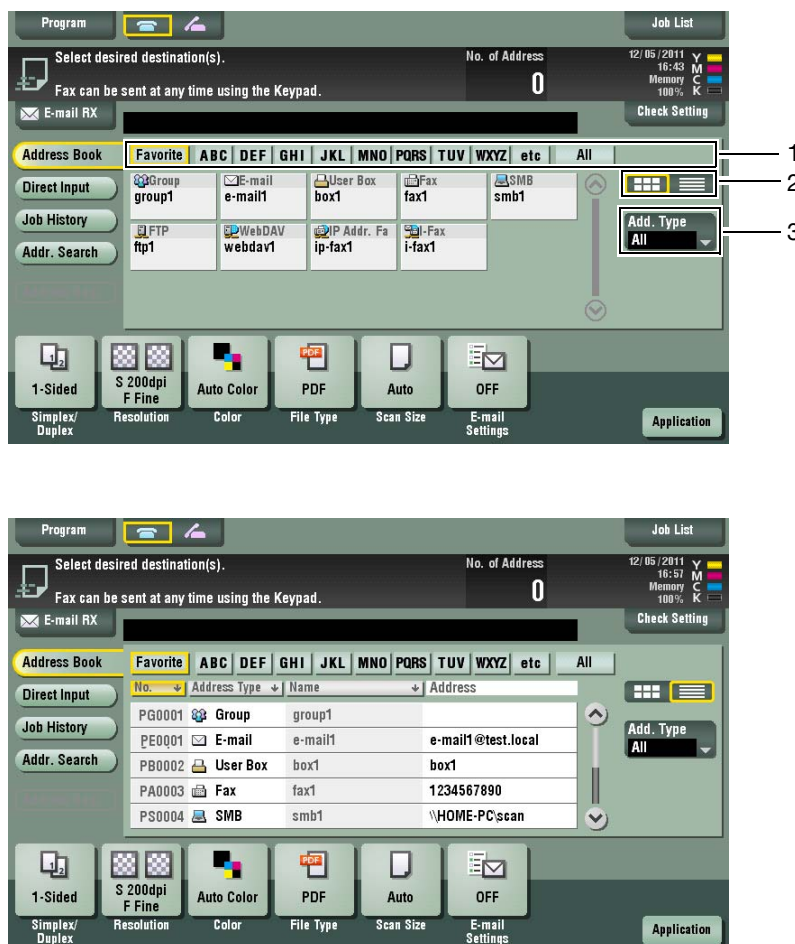 Program
Job List
Select desired destination(s).
No. of Address
12/05/2011
16:43
Memory
100%
Y
M
C
K
Fax can be sent at any time using the Keypad.
0
E-mail RX
Check Setting
Address Book
Favorite ABC DEF GHI JKL MNO PQRS TUV WXYZ etc All
1
Direct Input
Job History
Addr. Search
Group
group1
E-mail
e-mail1
User Box
box1
Fax
fax1
SMB
smb1
2
FTP
ftp1
WebDAV
webdav1
IP Addr. Fa
ip-fax1
I-Fax
i-fax1
Add. Type
All
3
1-Sided
S 200dpi
F Fine
Auto Color
PDF
PDF
Auto
OFF
Simplex/
Duplex
Resolution
Color
File Type
Scan Size
E-mail
Settings
Application
Program
Job List
Select desired destination(s).
No. of Address
12/05/2011
16:57
Memory
100%
Y
M
C
K
Fax can be sent at any time using the Keypad.
0
E-mail RX
Check Setting
Address Book
Favorite ABC DEF GHI JKL MNO PQRS TUV WXYZ etc All
Direct Input
Job History
Addr. Search
No. Address Type Name Address
PG0001 Group group1
PE0001 E-mail e-mail1 e-mail1@test.local
PB0002 User Box box1 box1
PA0003 Fax fax1 1234567890
PS0004 SMB smb1 \\HOME-PC\scan
Add. Type
All
1-Sided
S 200dpi
F Fine
Auto Color
PDF
PDF
Auto
OFF
Simplex/
Duplex
Resolution
Color
File Type
Scan Size
E-mail
Settings
Application